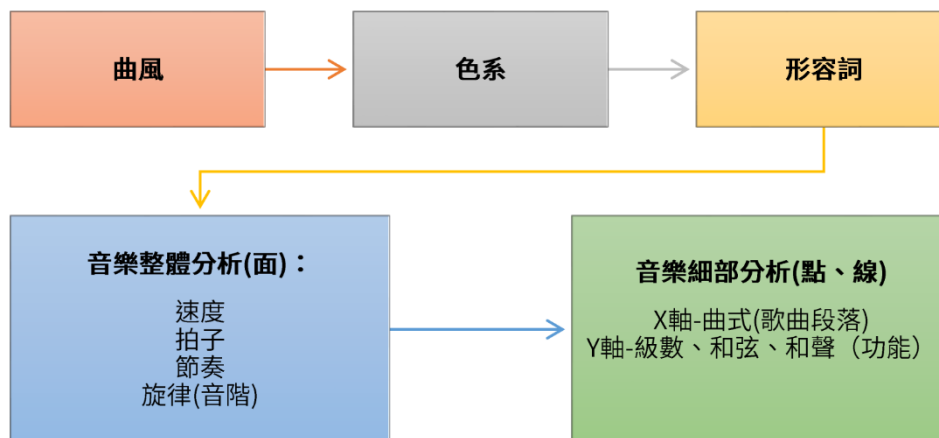 曲風
色系
形容詞
音樂整體分析(面)：
速度
拍子
節奏
旋律(音階)
音樂細部分析(點、線)
X軸-曲式(歌曲段落)
Y軸-級數、和弦、和聲（功能）